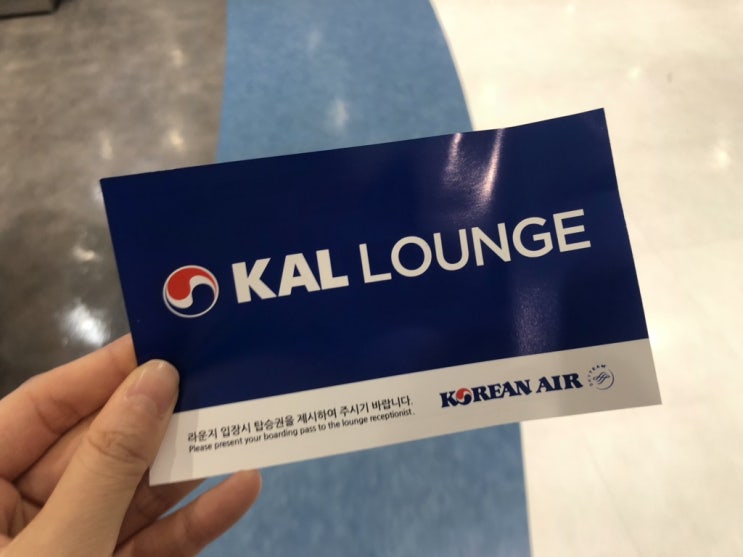 KAL LOUNGE
라운지 입장시 탑승권을 제시하여 주시기 바랍니다.
Please present your boarding pass to the lounge receptionist.
KOREAN AIR
SKYTEAM